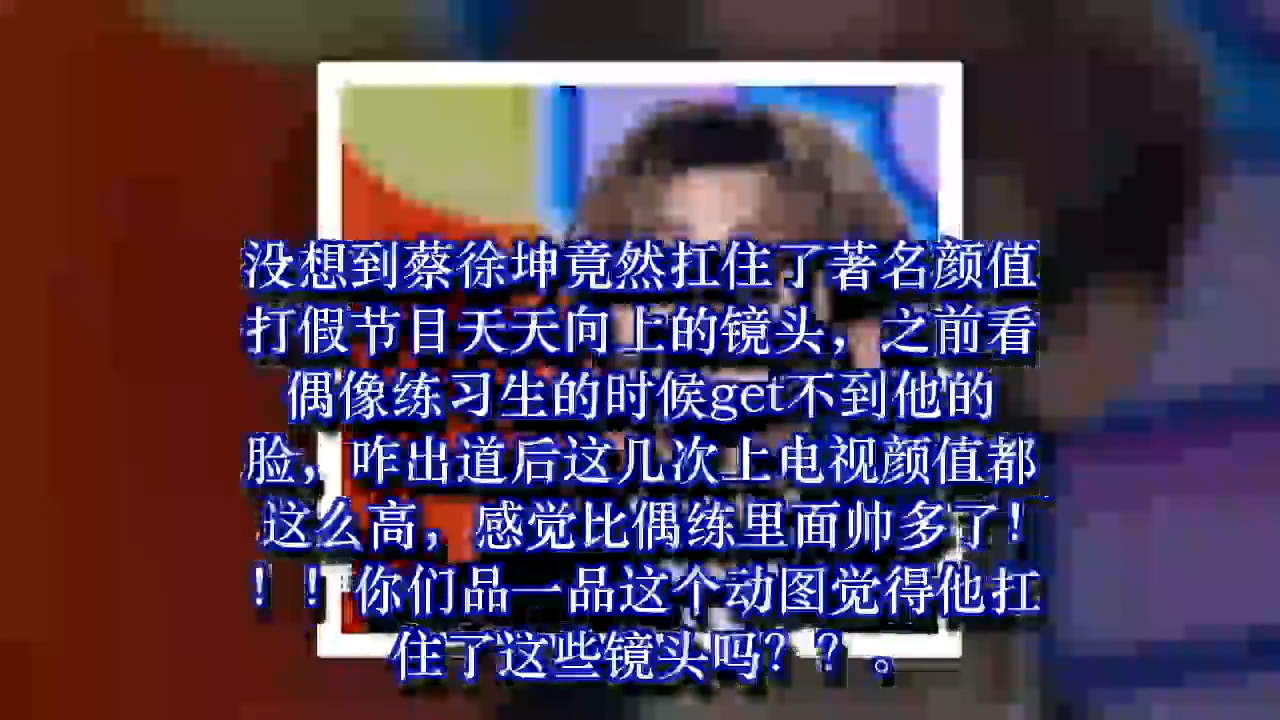 没想到蔡徐坤竟然扛住了著名颜值
打假节目天天向上的镜头，之前看
偶像练习生的时候get不到他的
脸，咋出道后这几次上电视颜值都
这么高，感觉比偶练里面帅多了！
！！你们品一品这个动图觉得他扛
住了这些镜头吗？？。